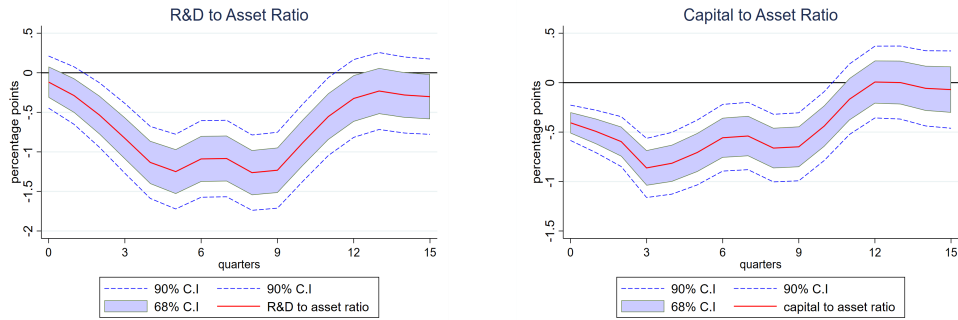 R&D to Asset Ratio
percentage points
.5
0
-.5
-1
-1.5
-2
0 3 6 9 12 15
quarters
90% C.I 90% C.I
68% C.I R&D to asset ratio
Capital to Asset Ratio
percentage points
.5
0
-.5
-1
-1.5
0 3 6 9 12 15
quarters
90% C.I 90% C.I
68% C.I capital to asset ratio